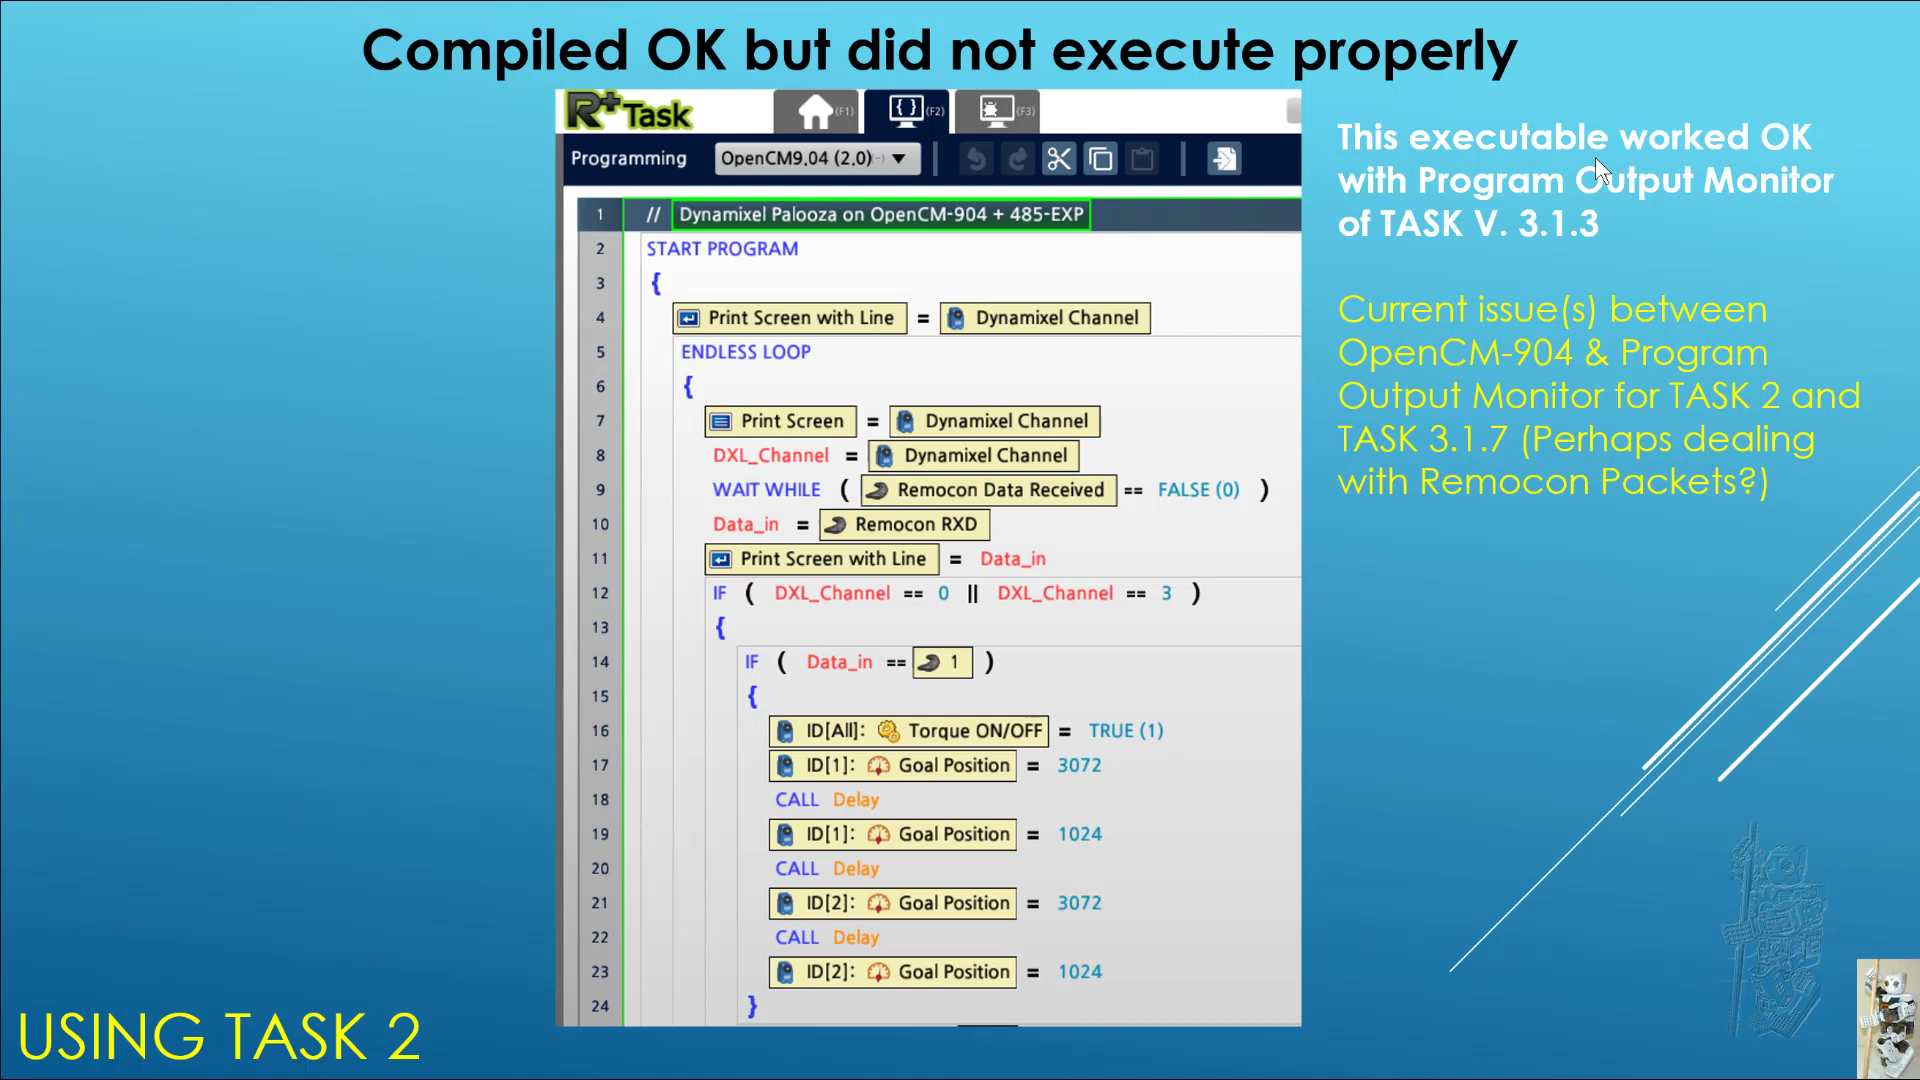 Compiled OK but did not execute properly
R+Task
(F1)
(F2)
(F3)
Programming
OpenCM9.04 (2.0)
This executable worked OK
with Program Output Monitor
of TASK V. 3.1.3
Current issue(s) between
OpenCM-904 & Program
Output Monitor for TASK 2 and
TASK 3.1.7 (Perhaps dealing
with Remocon Packets?)
1 // Dynamixel Palooza on OpenCM-904 + 485-EXP
2 START PROGRAM
3 {
4 Print Screen with Line = Dynamixel Channel
5 ENDLESS LOOP
6 {
7 Print Screen = Dynamixel Channel
8 DXL_Channel = Dynamixel Channel
9 WAIT WHILE ( Remocon Data Received == FALSE (0) )
10 Data_in = Remocon RXD
11 Print Screen with Line = Data_in
12 IF ( DXL_Channel == 0 || DXL_Channel == 3 )
13 {
14 IF ( Data_in == 1 )
15 {
16 ID[All]: Torque ON/OFF = TRUE (1)
17 ID[1]: Goal Position = 3072
18 CALL Delay
19 ID[1]: Goal Position = 1024
20 CALL Delay
21 ID[2]: Goal Position = 3072
22 CALL Delay
23 ID[2]: Goal Position = 1024
24 }
USING TASK 2